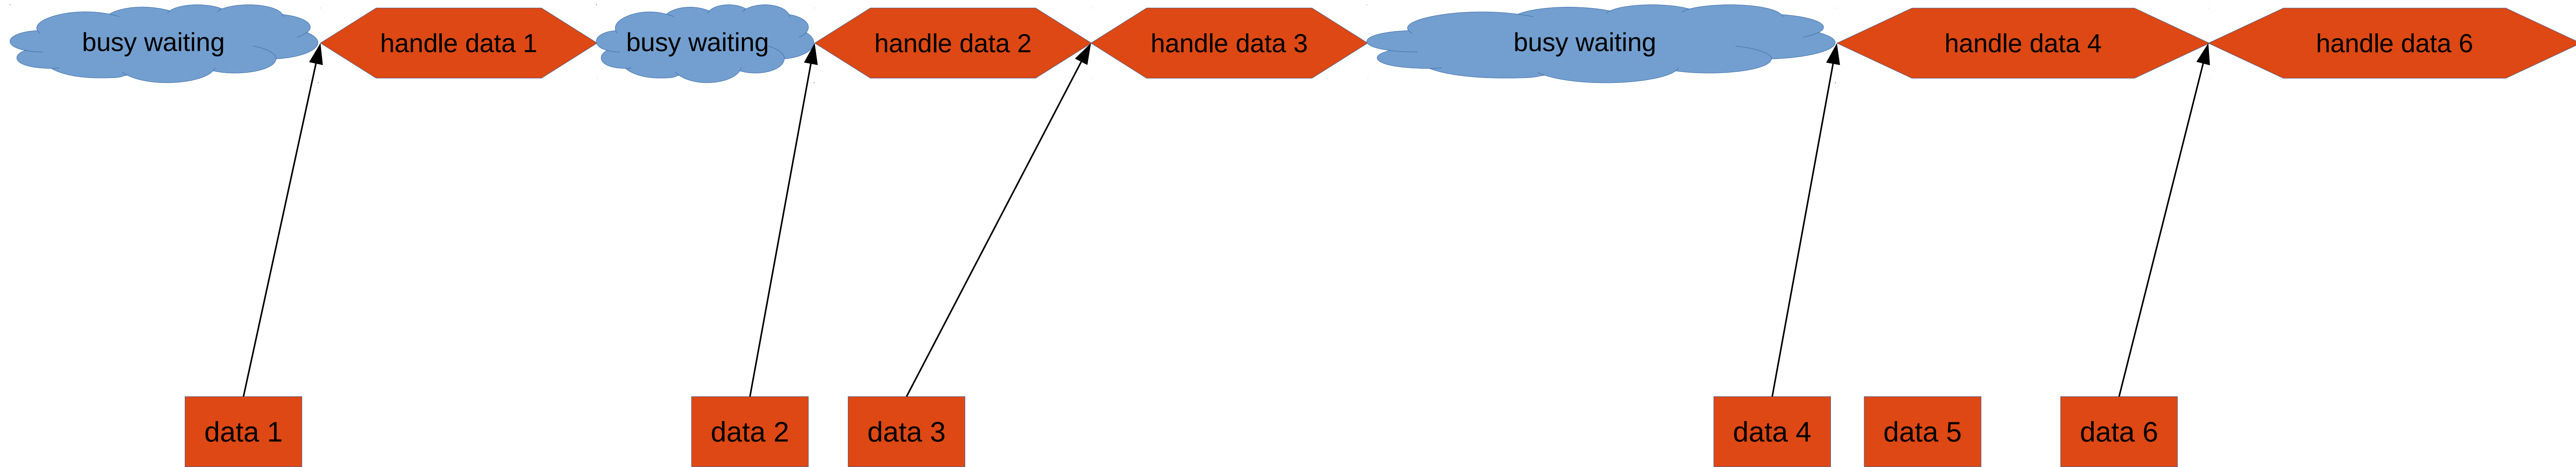 busy waiting
handle data 1
busy waiting
handle data 2
handle data 3
busy waiting
handle data 4
handle data 6
data 1
data 2
data 3
data 4
data 5
data 6